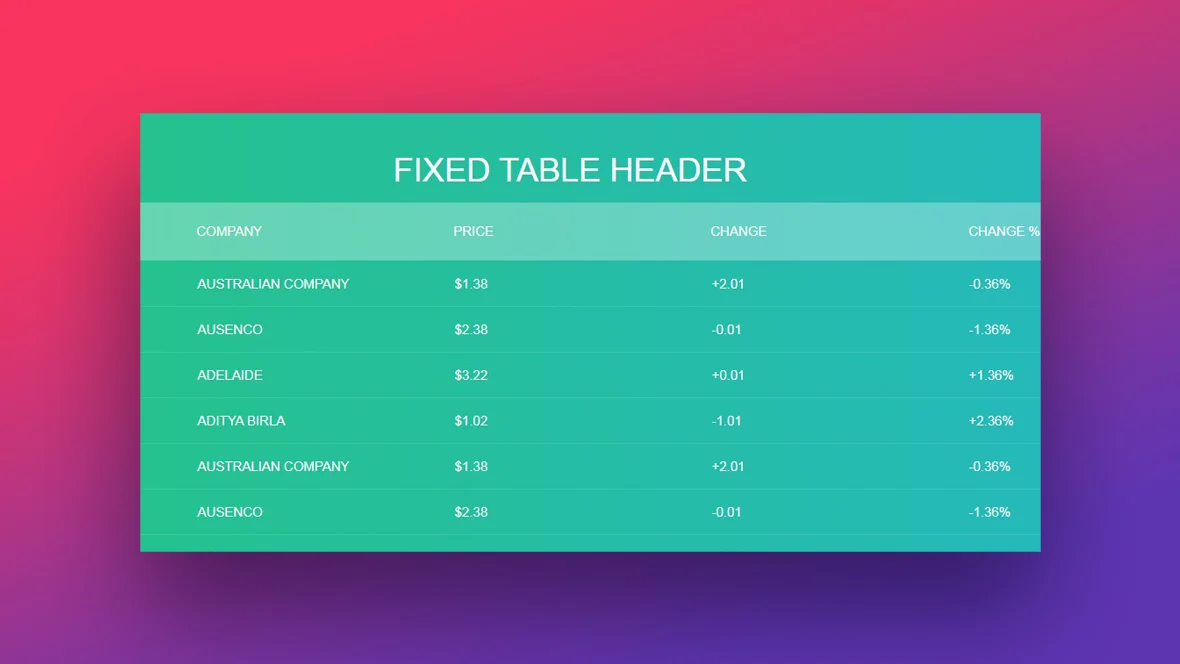 FIXED TABLE HEADER
COMPANY PRICE CHANGE CHANGE %
AUSTRALIAN COMPANY $1.38 +2.01 -0.36%
AUSENCO $2.38 -0.01 -1.36%
ADELAIDE $3.22 +0.01 +1.36%
ADITYA BIRLA $1.02 -1.01 +2.36%
AUSTRALIAN COMPANY $1.38 +2.01 -0.36%
AUSENCO $2.38 -0.01 -1.36%